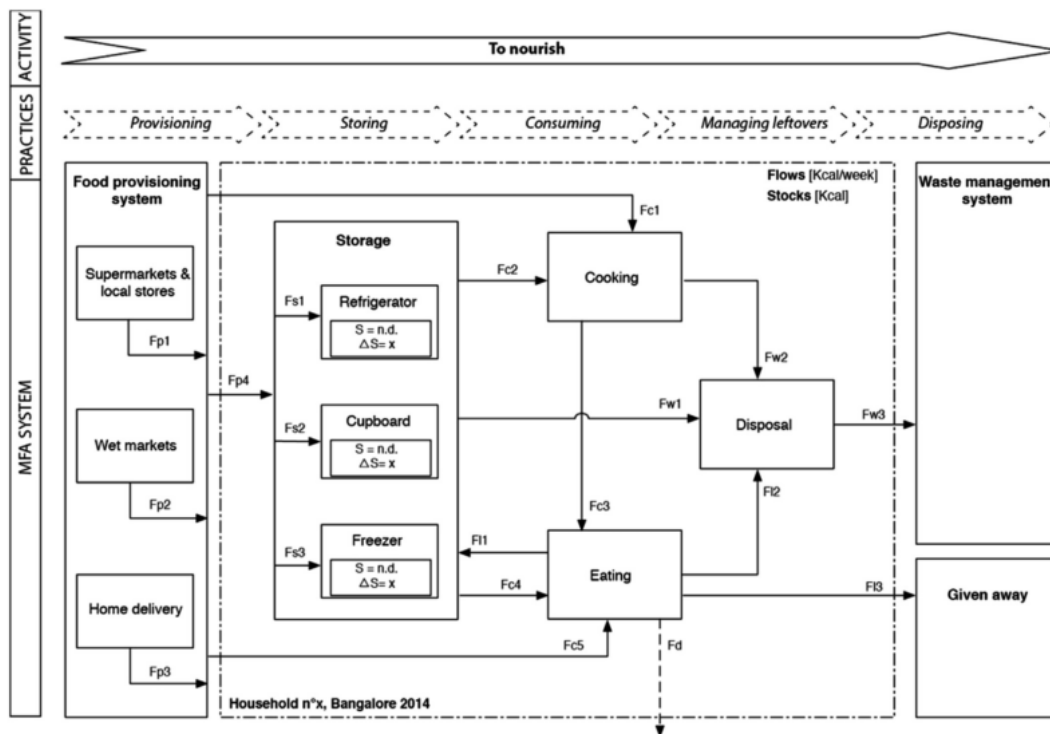 ACTIVITY
To nourish
PRACTICES
Provisioning
Storing
Consuming
Managing leftovers
Disposing
MFA SYSTEM
Food provisioning
system
Supermarkets &
local stores
Fp1
Wet markets
Fp2
Home delivery
Fp3
Fp4
Flows [Kcal/week]
Stocks [Kcal]
Storage
Fs1
Refrigerator
S = n.d.
△S= x
Fs2
Cupboard
S = n.d.
△S= x
Fs3
Freezer
S = n.d.
△S= x
Fc1
Fc2
Cooking
Fw2
Fw1
Disposal
Fw3
Fc3
Fl2
Fl1
Fc4
Eating
Fl3
Fc5
Fd
Household n°x, Bangalore 2014
Waste managemen
system
Given away